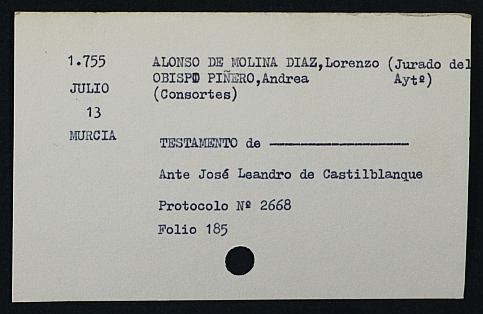 1.755 ALONSO DE MOLINA DIAZ,Lorenzo (Jurado del
OBISPO PIÑERO,Andrea Aytº)
JULIO (Consortes)
13
MURCIA TESTAMENTO de
Ante José Leandro de Castilblanque
Protocolo Nº 2668
Folio 185